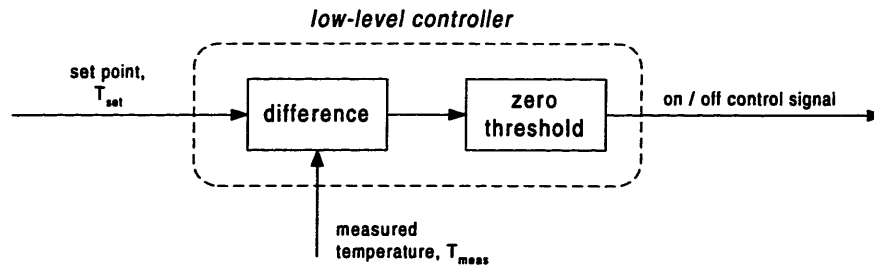 low-level controller
set point,
T_set
difference
zero
threshold
on / off control signal
measured
temperature, T_meas